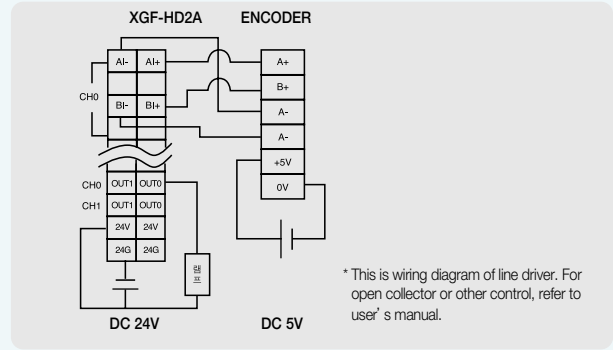 XGF-HD2A ENCODER
AI- AI+
A+
B+
CH0
BI- BI+
A-
A-
+5V
CH0 OUT1 OUT0
0V
CH1 OUT1 OUT0
24V 24V
24G 24G
램프
DC 24V DC 5V
* This is wiring diagram of line driver. For
open collector or other control, refer to
user's manual.